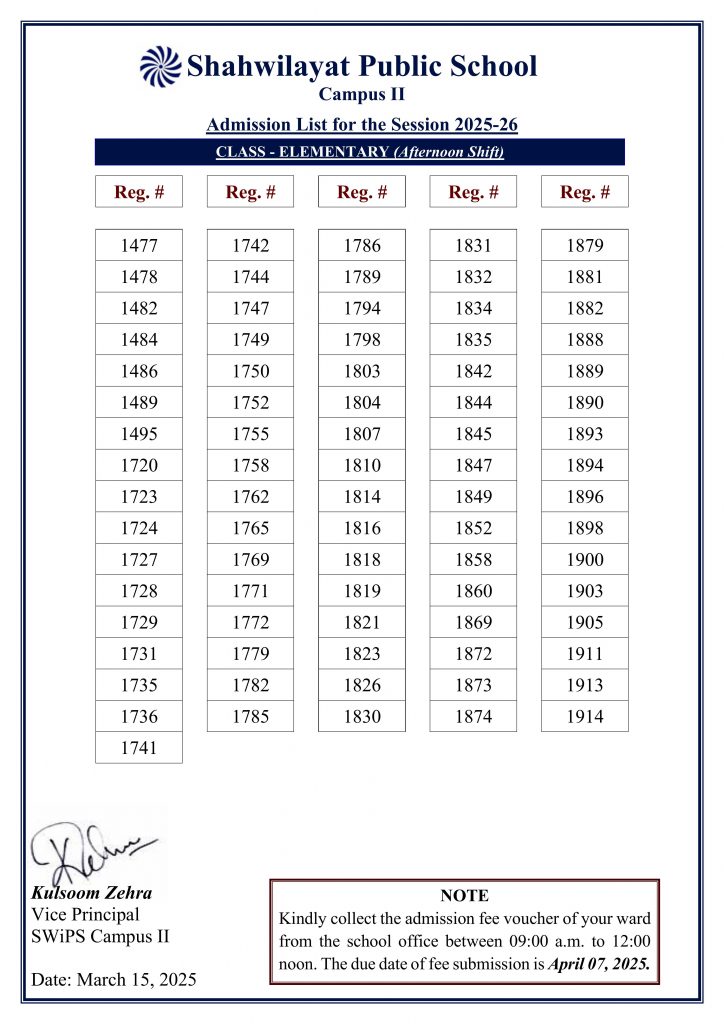 Shahwilayat Public School
Campus II
Admission List for the Session 2025-26
CLASS - ELEMENTARY (Afternoon Shift)
Reg. # Reg. # Reg. # Reg. # Reg. #
1477 1742 1786 1831 1879
1478 1744 1789 1832 1881
1482 1747 1794 1834 1882
1484 1749 1798 1835 1888
1486 1750 1803 1842 1889
1489 1752 1804 1844 1890
1495 1755 1807 1845 1893
1720 1758 1810 1847 1894
1723 1762 1814 1849 1896
1724 1765 1816 1852 1898
1727 1769 1818 1858 1900
1728 1771 1819 1860 1903
1729 1772 1821 1869 1905
1731 1779 1823 1872 1911
1735 1782 1826 1873 1913
1736 1785 1830 1874 1914
1741
Kulsoom Zehra
Vice Principal
SWiPS Campus II
Date: March 15, 2025
NOTE
Kindly collect the admission fee voucher of your ward
from the school office between 09:00 a.m. to 12:00
noon. The due date of fee submission is April 07, 2025.